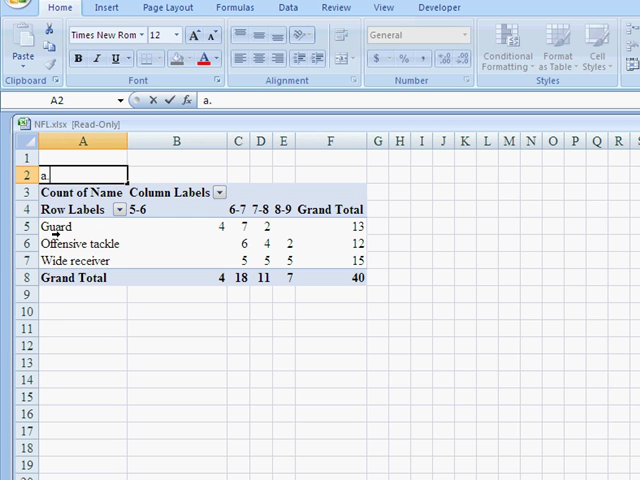 Home Insert Page Layout Formulas Data Review View Developer
Times New Rom 12 General
Paste B I U A $ % , Conditional Formatting Format as Table Cell Styles
Clipboard Font Alignment Number Styles
A2 fx a.
NFL.xlsx [Read-Only]
A B C D E F G H I J K L M N O P Q R
1
2 a.
3 Count of Name Column Labels
4 Row Labels 5-6 6-7 7-8 8-9 Grand Total
5 Guard 4 7 2 13
6 Offensive tackle 6 4 2 12
7 Wide receiver 5 5 5 15
8 Grand Total 4 18 11 7 40
9
10
11
12
13
14
15
16
17
18
19